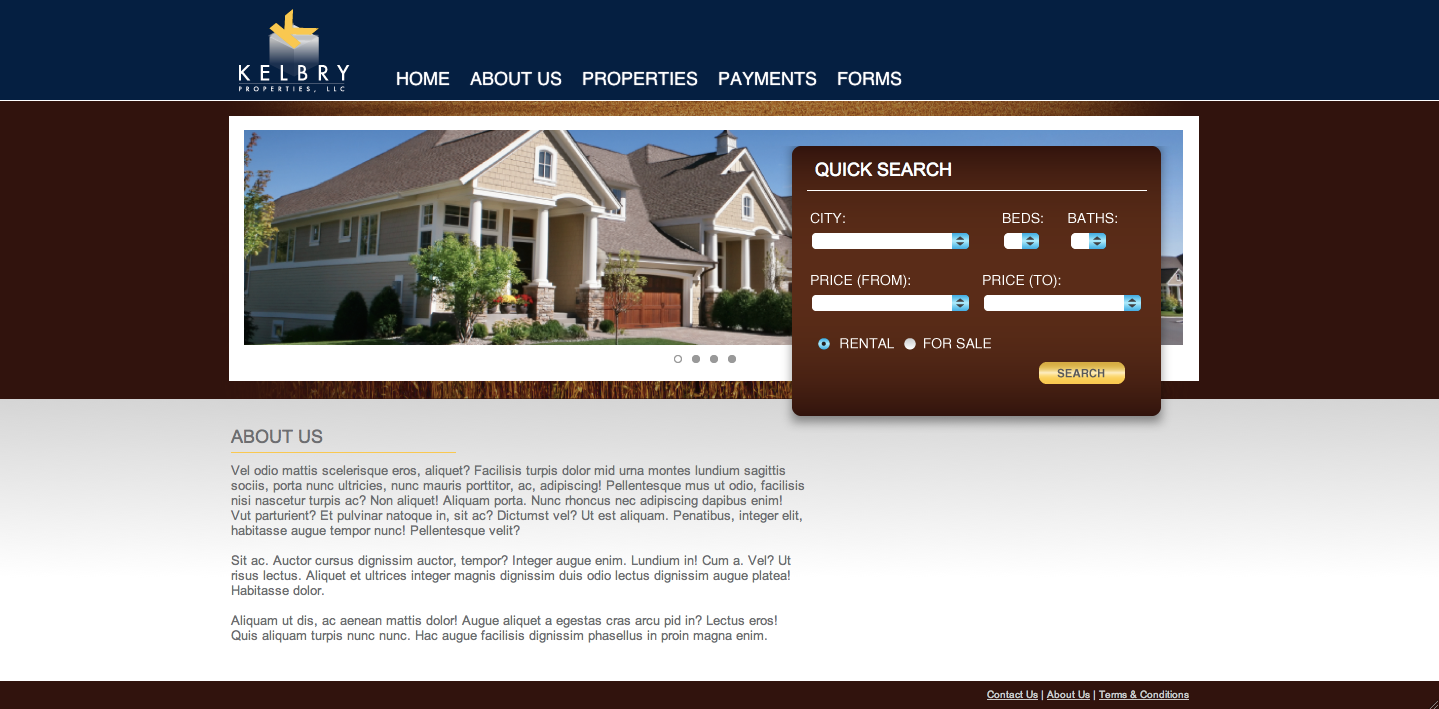 KELBRY
PROPERTIES, LLC
HOME ABOUT US PROPERTIES PAYMENTS FORMS
QUICK SEARCH
CITY: BEDS: BATHS:
PRICE (FROM): PRICE (TO):
RENTAL FOR SALE
SEARCH
ABOUT US
Vel odio mattis scelerisque eros, aliquet? Facilisis turpis dolor mid urna montes lundium sagittis
sociis, porta nunc ultricies, nunc mauris porttitor, ac, adipiscing! Pellentesque mus ut odio, facilisis
nisi nascetur turpis ac? Non aliquet! Aliquam porta. Nunc rhoncus nec adipiscing dapibus enim!
Vut parturient? Et pulvinar natoque in, sit ac? Dictumst vel? Ut est aliquam. Penatibus, integer elit,
habitasse augue tempor nunc! Pellentesque velit?
Sit ac. Auctor cursus dignissim auctor, tempor? Integer augue enim. Lundium in! Cum a. Vel? Ut
risus lectus. Aliquet et ultrices integer magnis dignissim duis odio lectus dignissim augue platea!
Habitasse dolor.
Aliquam ut dis, ac aenean mattis dolor! Augue aliquet a egestas cras arcu pid in? Lectus eros!
Quis aliquam turpis nunc nunc. Hac augue facilisis dignissim phasellus in proin magna enim.
Contact Us | About Us | Terms & Conditions